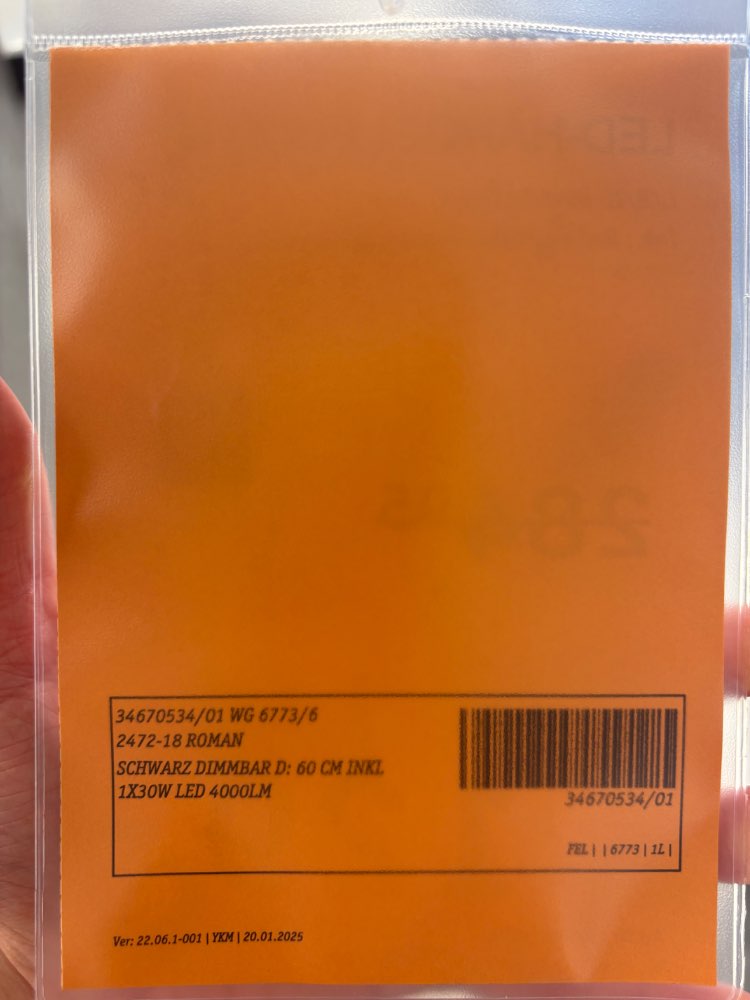 34670534/01 WG 6773/6
2472-18 ROMAN
SCHWARZ DIMMBAR D: 60 CM INKL
1X30W LED 4000LM
34670534/01
FEL | | 6773 | 1L |
Ver: 22.06.1-001 | YKM | 20.01.2025